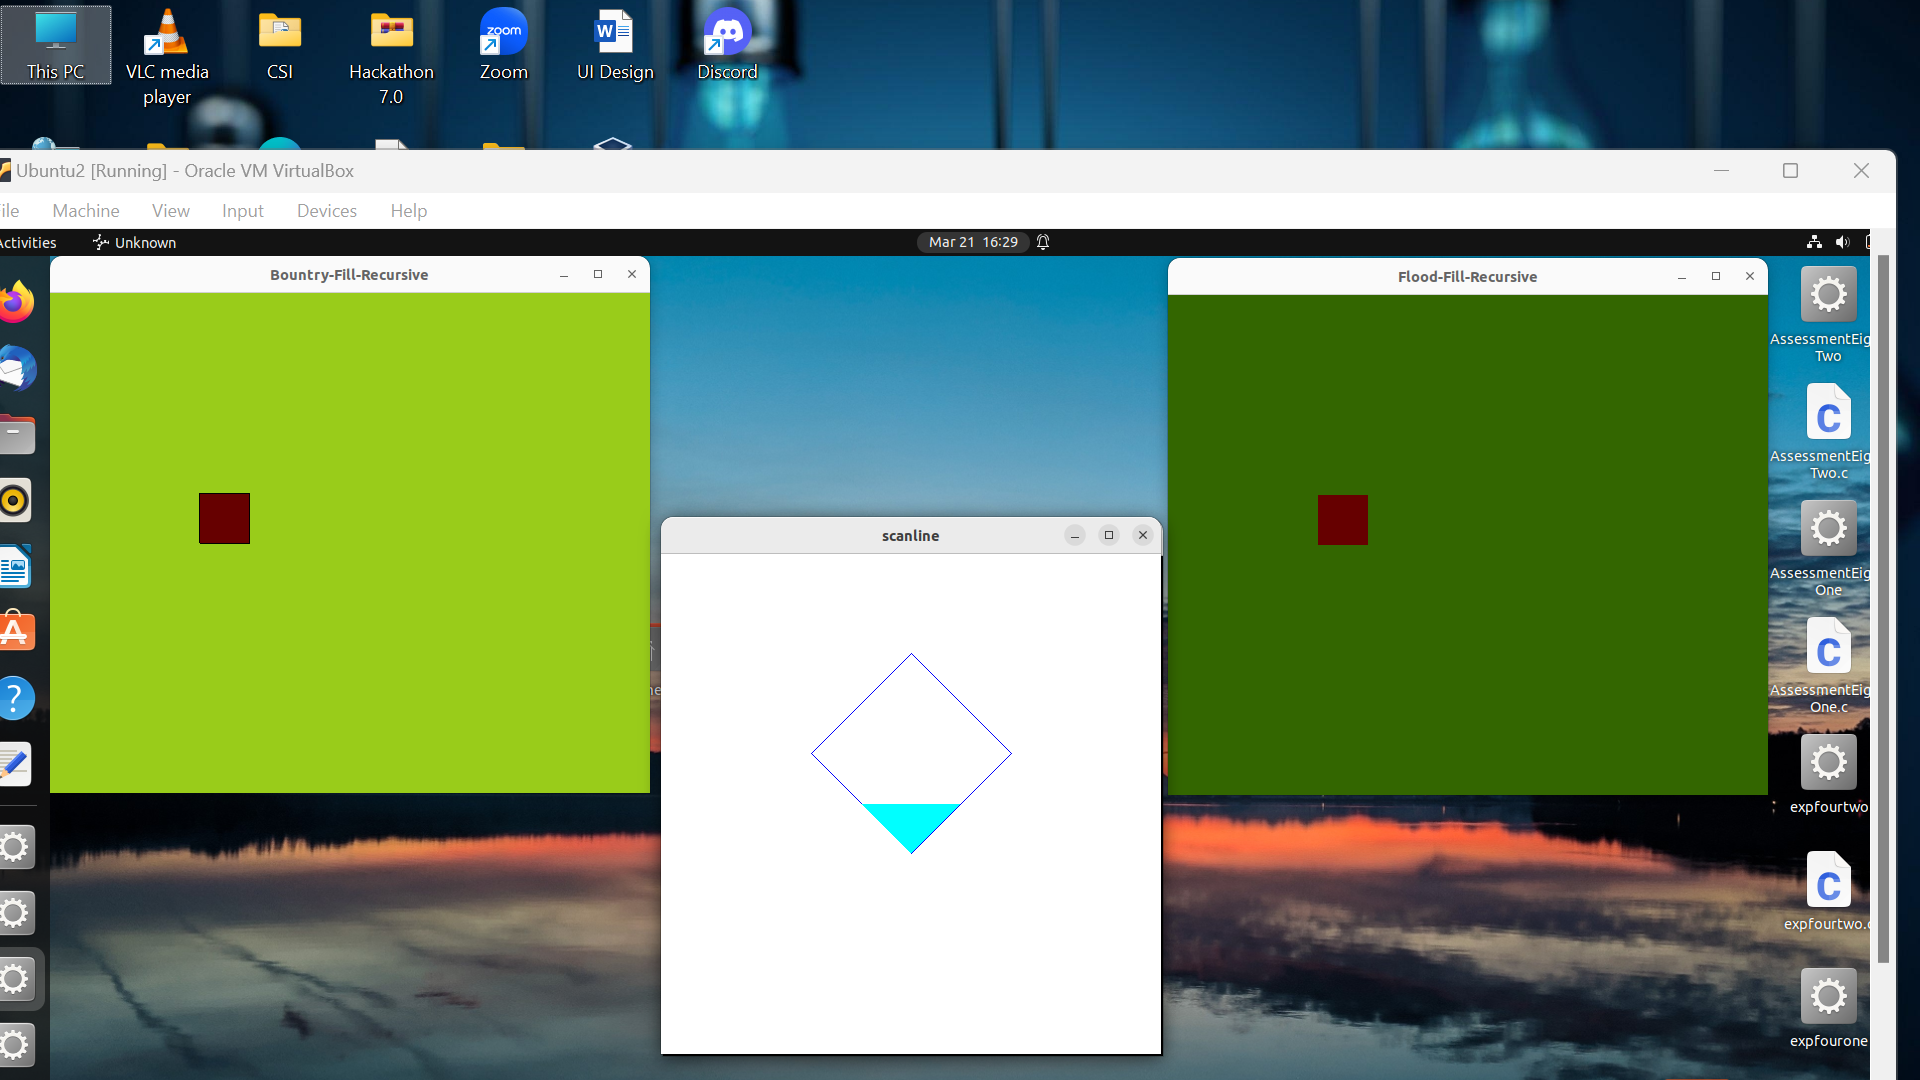 This PC
VLC media
player
CSI
Hackathon
7.0
zoom
Zoom
W
UI Design
Discord
Ubuntu2 [Running] - Oracle VM VirtualBox
ile
Machine
View
Input
Devices
Help
Activities
Unknown
Mar 21 16:29
Bountry-Fill-Recursive
Flood-Fill-Recursive
scanline
AssessmentEig
Two
C
AssessmentEig
Two.c
AssessmentEig
One
C
AssessmentEig
One.c
expfourtwo
C
expfourtwo.c
expfourone
?